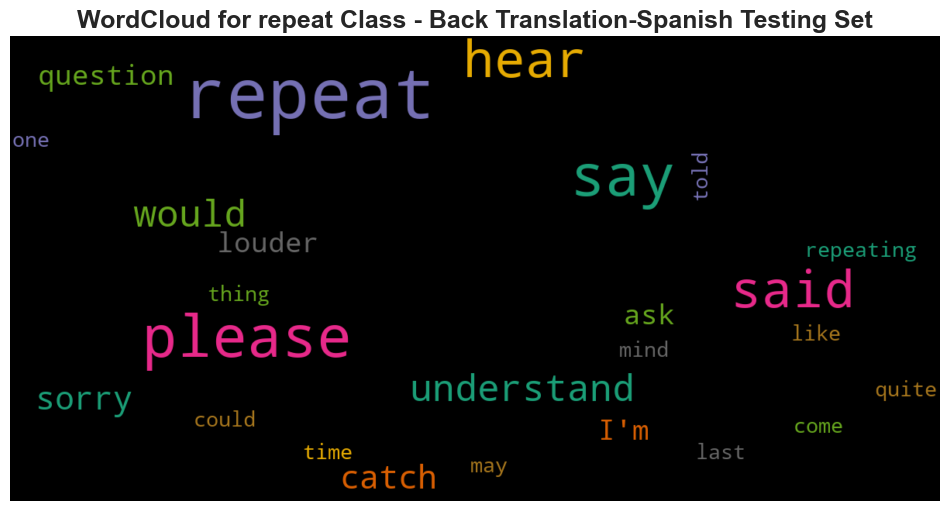 WordCloud for repeat Class - Back Translation-Spanish Testing Set
hear
question
repeat
one
say
told
would
louder
repeating
thing
said
please
ask
like
mind
understand
quite
sorry
could
I'm
come
time
last
catch
may